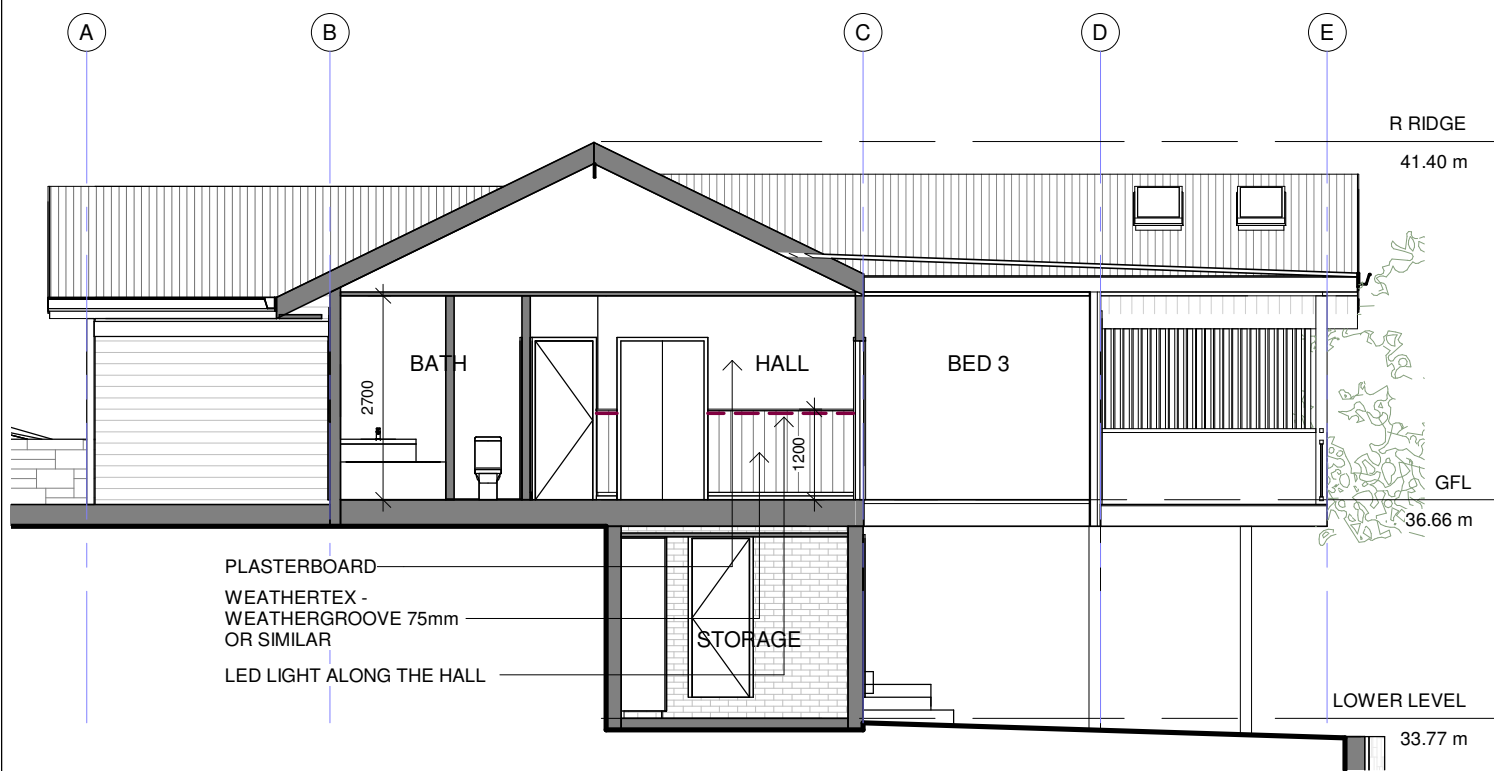 A
B
C
D
E
R RIDGE
41.40 m
BATH
HALL
BED 3
2700
1200
GFL
36.66 m
PLASTERBOARD
WEATHERTEX -
WEATHERGROOVE 75mm
OR SIMILAR
STORAGE
LED LIGHT ALONG THE HALL
LOWER LEVEL
33.77 m